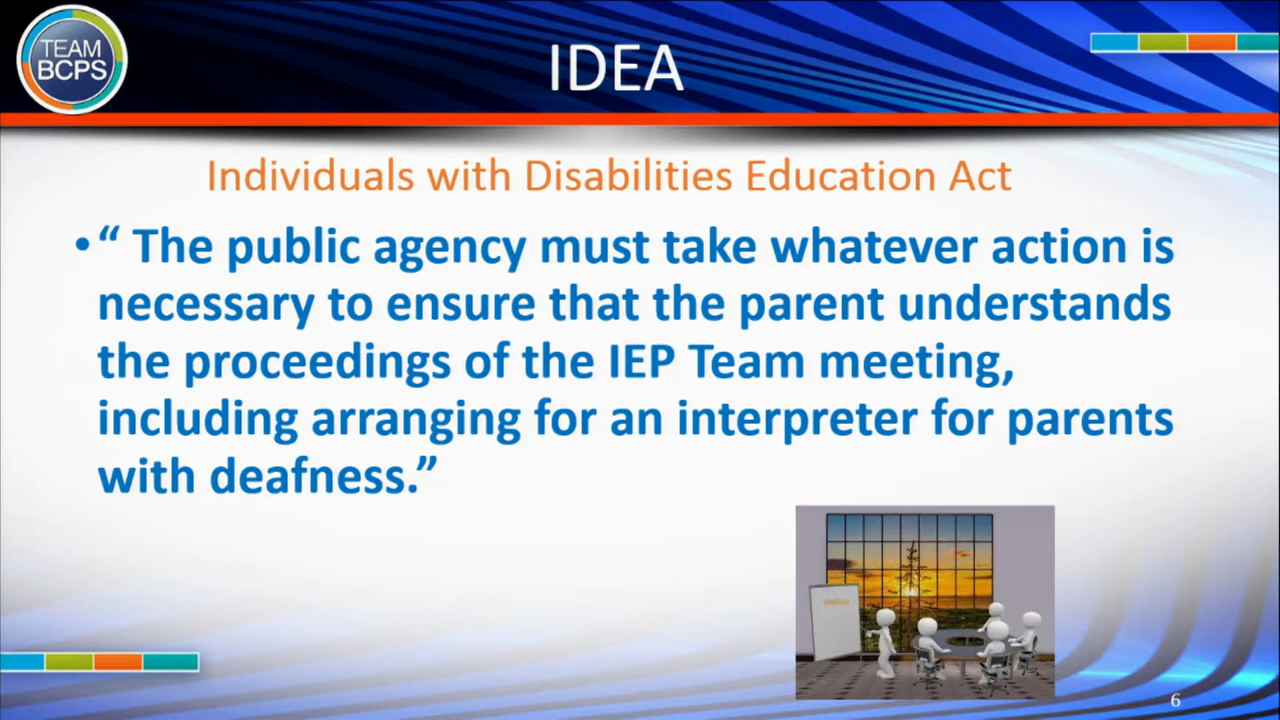 TEAM
BCPS
IDEA
Individuals with Disabilities Education Act
• “ The public agency must take whatever action is
necessary to ensure that the parent understands
the proceedings of the IEP Team meeting,
including arranging for an interpreter for parents
with deafness.”
6